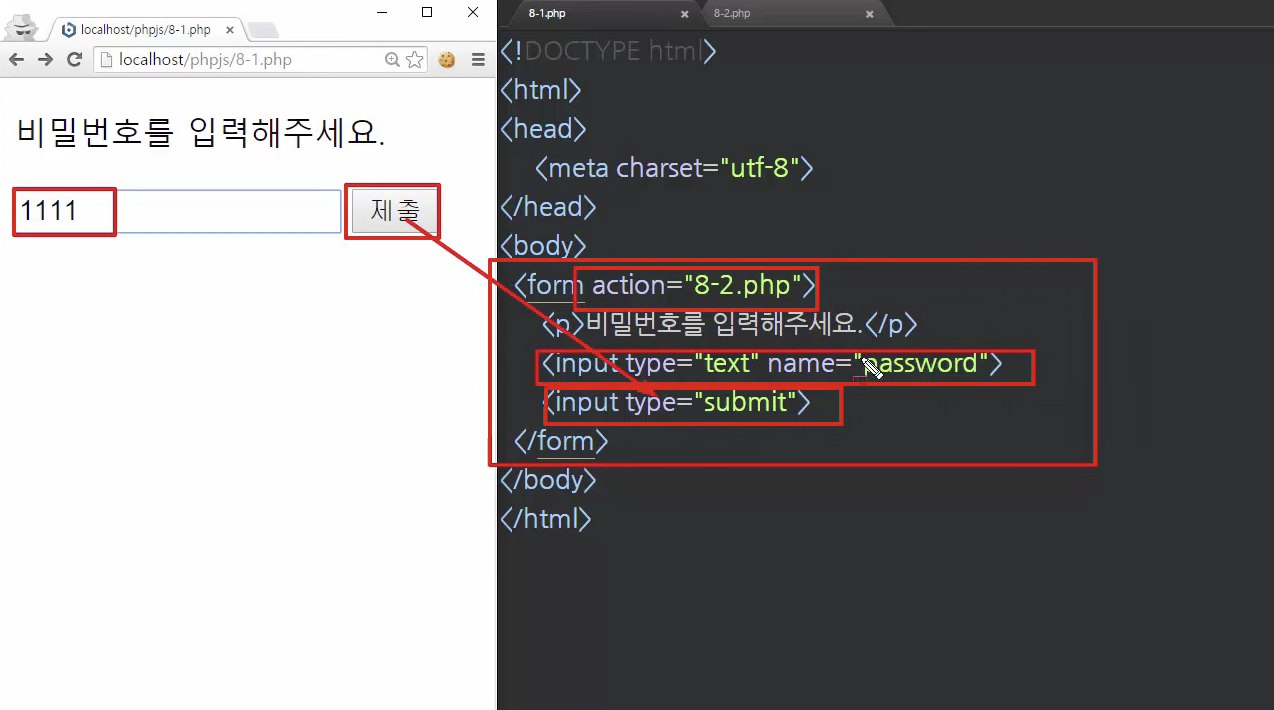 localhost/phpjs/8-1.php
localhost/phpjs/8-1.php
비밀번호를 입력해주세요.
1111
제출
8-1.php
8-2.php
<!DOCTYPE html>
<html>
<head>
<meta charset="utf-8">
</head>
<body>
<form action="8-2.php">
<p>비밀번호를 입력해주세요.</p>
<input type="text" name="password">
<input type="submit">
</form>
</body>
</html>